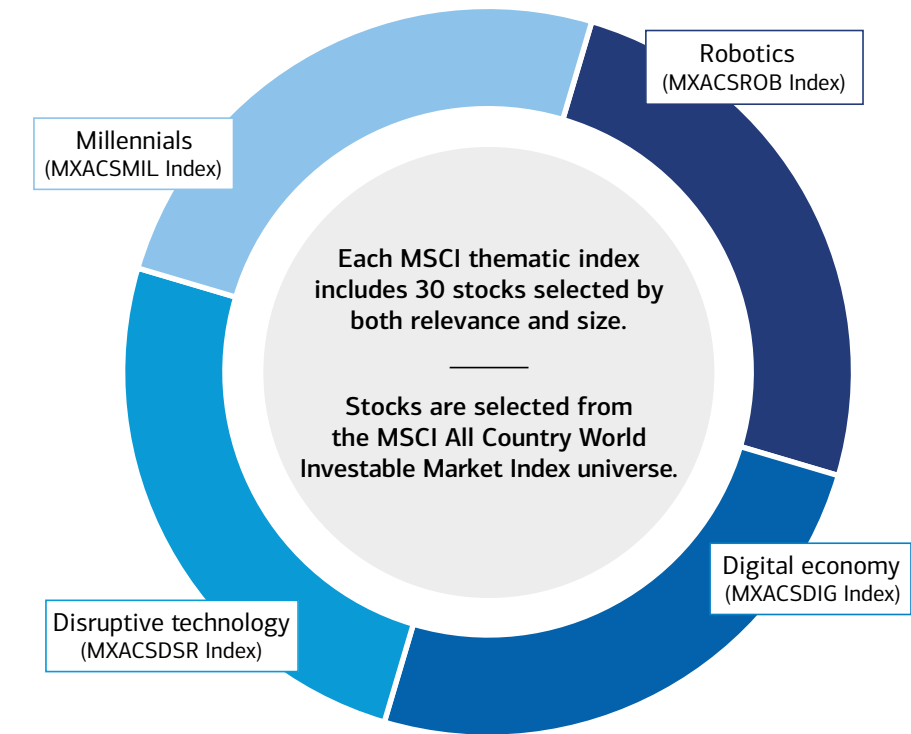 Robotics
(MXACSROB Index)
Millennials
(MXACSMIL Index)
Each MSCI thematic index
includes 30 stocks selected by
both relevance and size.
Stocks are selected from
the MSCI All Country World
Investable Market Index universe.
Digital economy
(MXACSDIG Index)
Disruptive technology
(MXACSDSR Index)